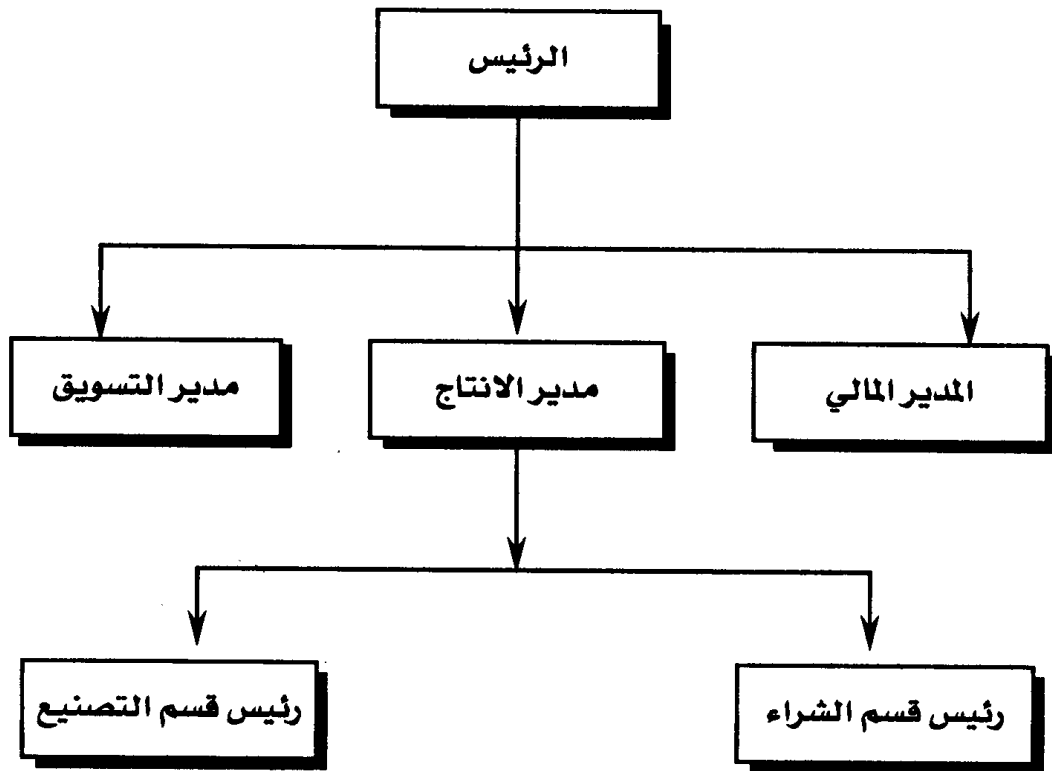 الرئيس
المدير المالي
مدير الانتاج
مدير التسويق
رئيس قسم الشراء
رئيس قسم التصنيع